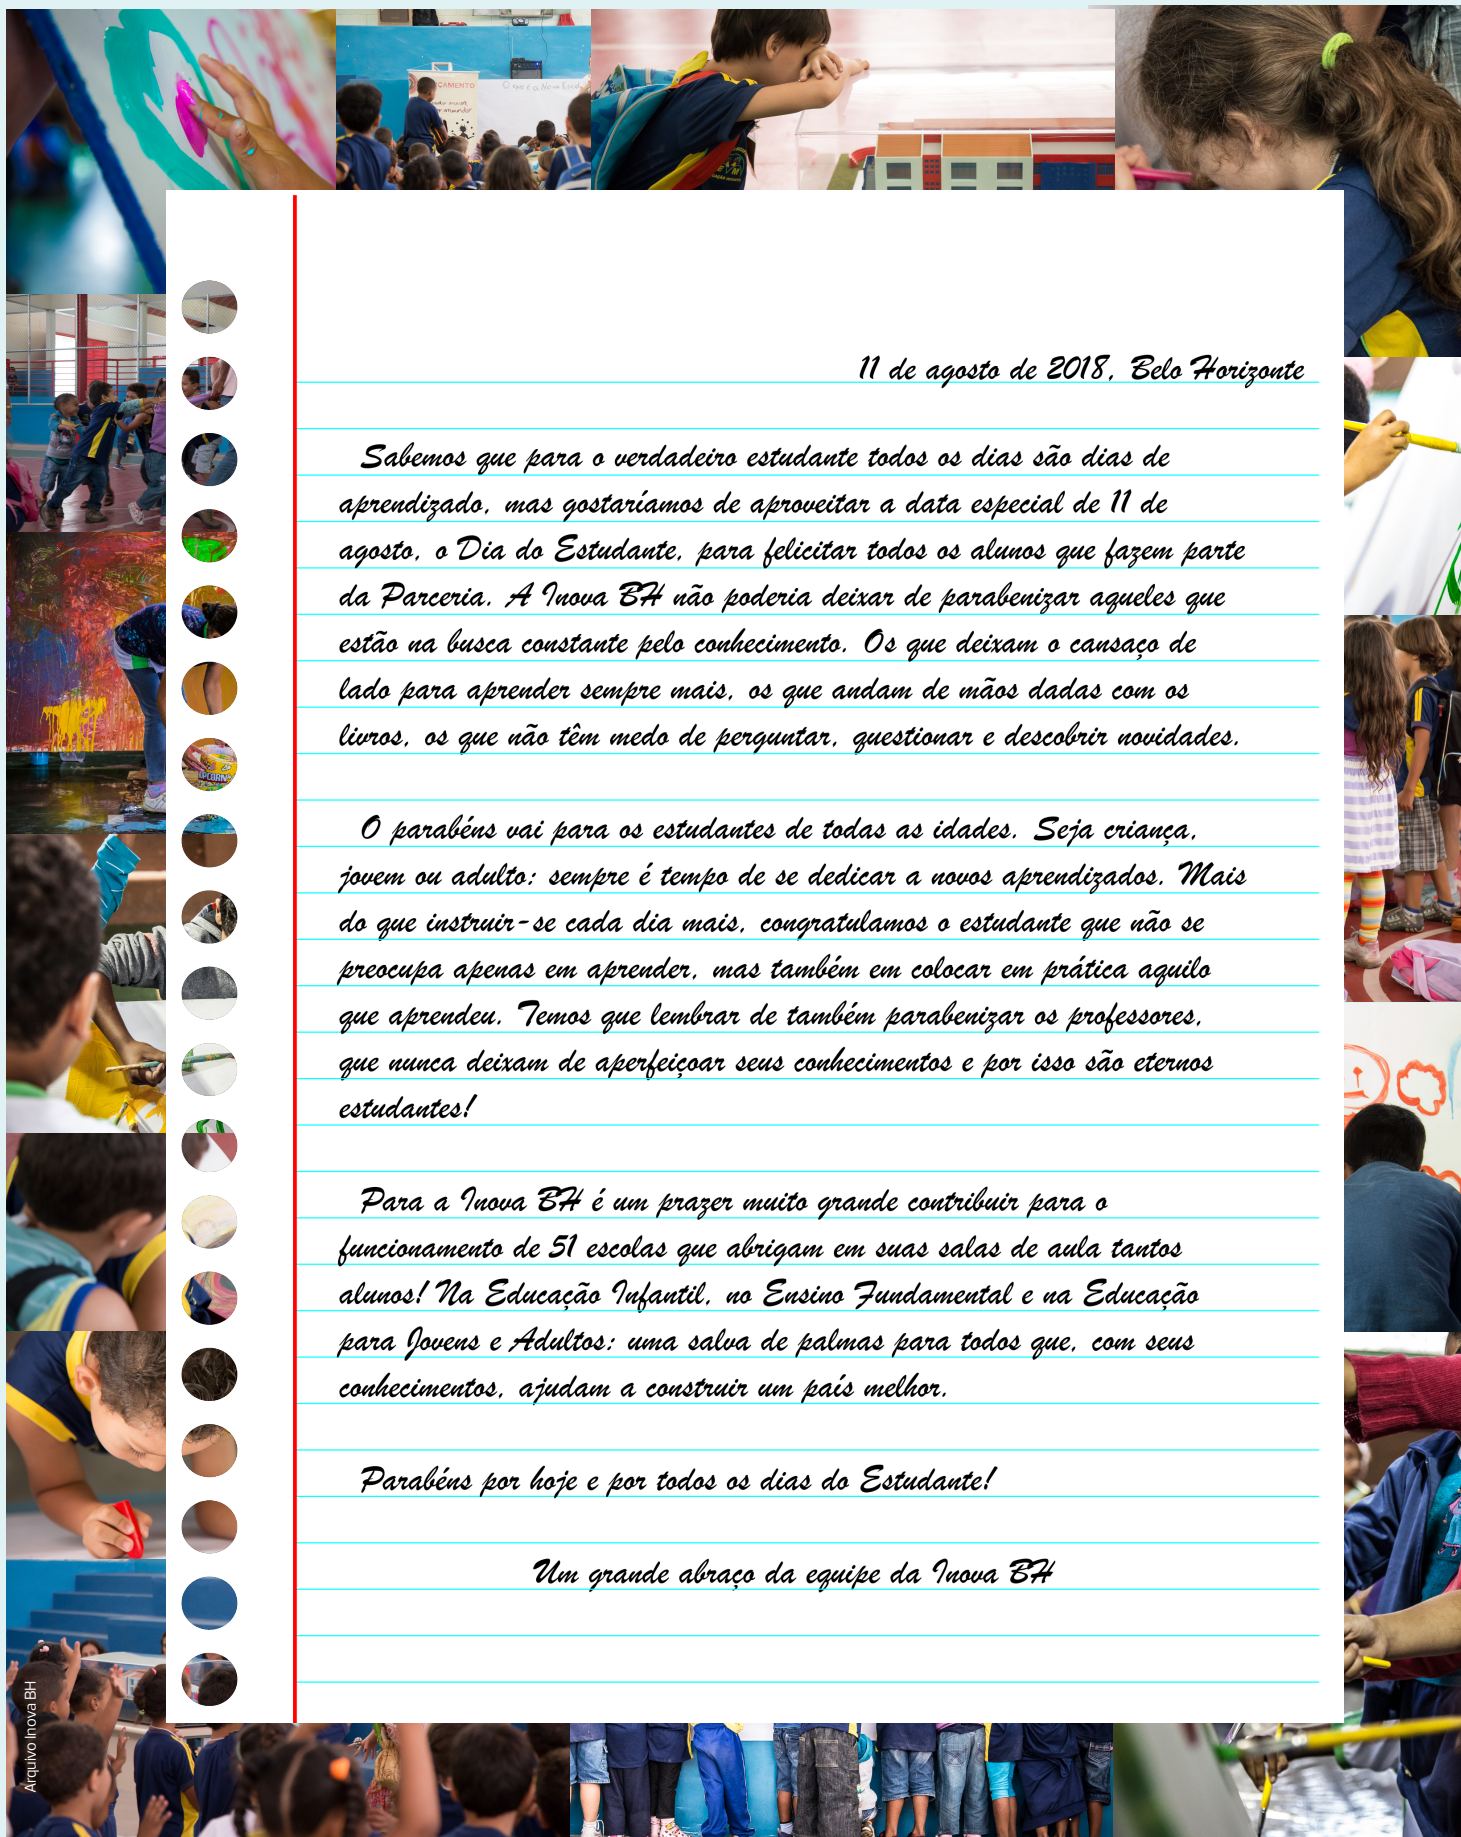 11 de agosto de 2018, Belo Horizonte
Sabemos que para o verdadeiro estudante todos os dias são dias de
aprendizado, mas gostaríamos de aproveitar a data especial de 11 de
agosto, o Dia do Estudante, para felicitar todos os alunos que fazem parte
da Parceria. A Inova BH não poderia deixar de parabenizar aqueles que
estão na busca constante pelo conhecimento. Os que deixam o cansaço de
lado para aprender sempre mais, os que andam de mãos dadas com os
livros, os que não têm medo de perguntar, questionar e descobrir novidades.
O parabéns vai para os estudantes de todas as idades. Seja criança,
jovem ou adulto: sempre é tempo de se dedicar a novos aprendizados. Mais
do que instruir-se cada dia mais, congratulamos o estudante que não se
preocupa apenas em aprender, mas também em colocar em prática aquilo
que aprendeu. Temos que lembrar de também parabenizar os professores,
que nunca deixam de aperfeiçoar seus conhecimentos e por isso são eternos
estudantes!
Para a Inova BH é um prazer muito grande contribuir para o
funcionamento de 51 escolas que abrigam em suas salas de aula tantos
alunos! Na Educação Infantil, no Ensino Fundamental e na Educação
para Jovens e Adultos: uma salva de palmas para todos que, com seus
conhecimentos, ajudam a construir um país melhor.
Parabéns por hoje e por todos os dias do Estudante!
Um grande abraço da equipe da Inova BH
Arquivo Inova BH